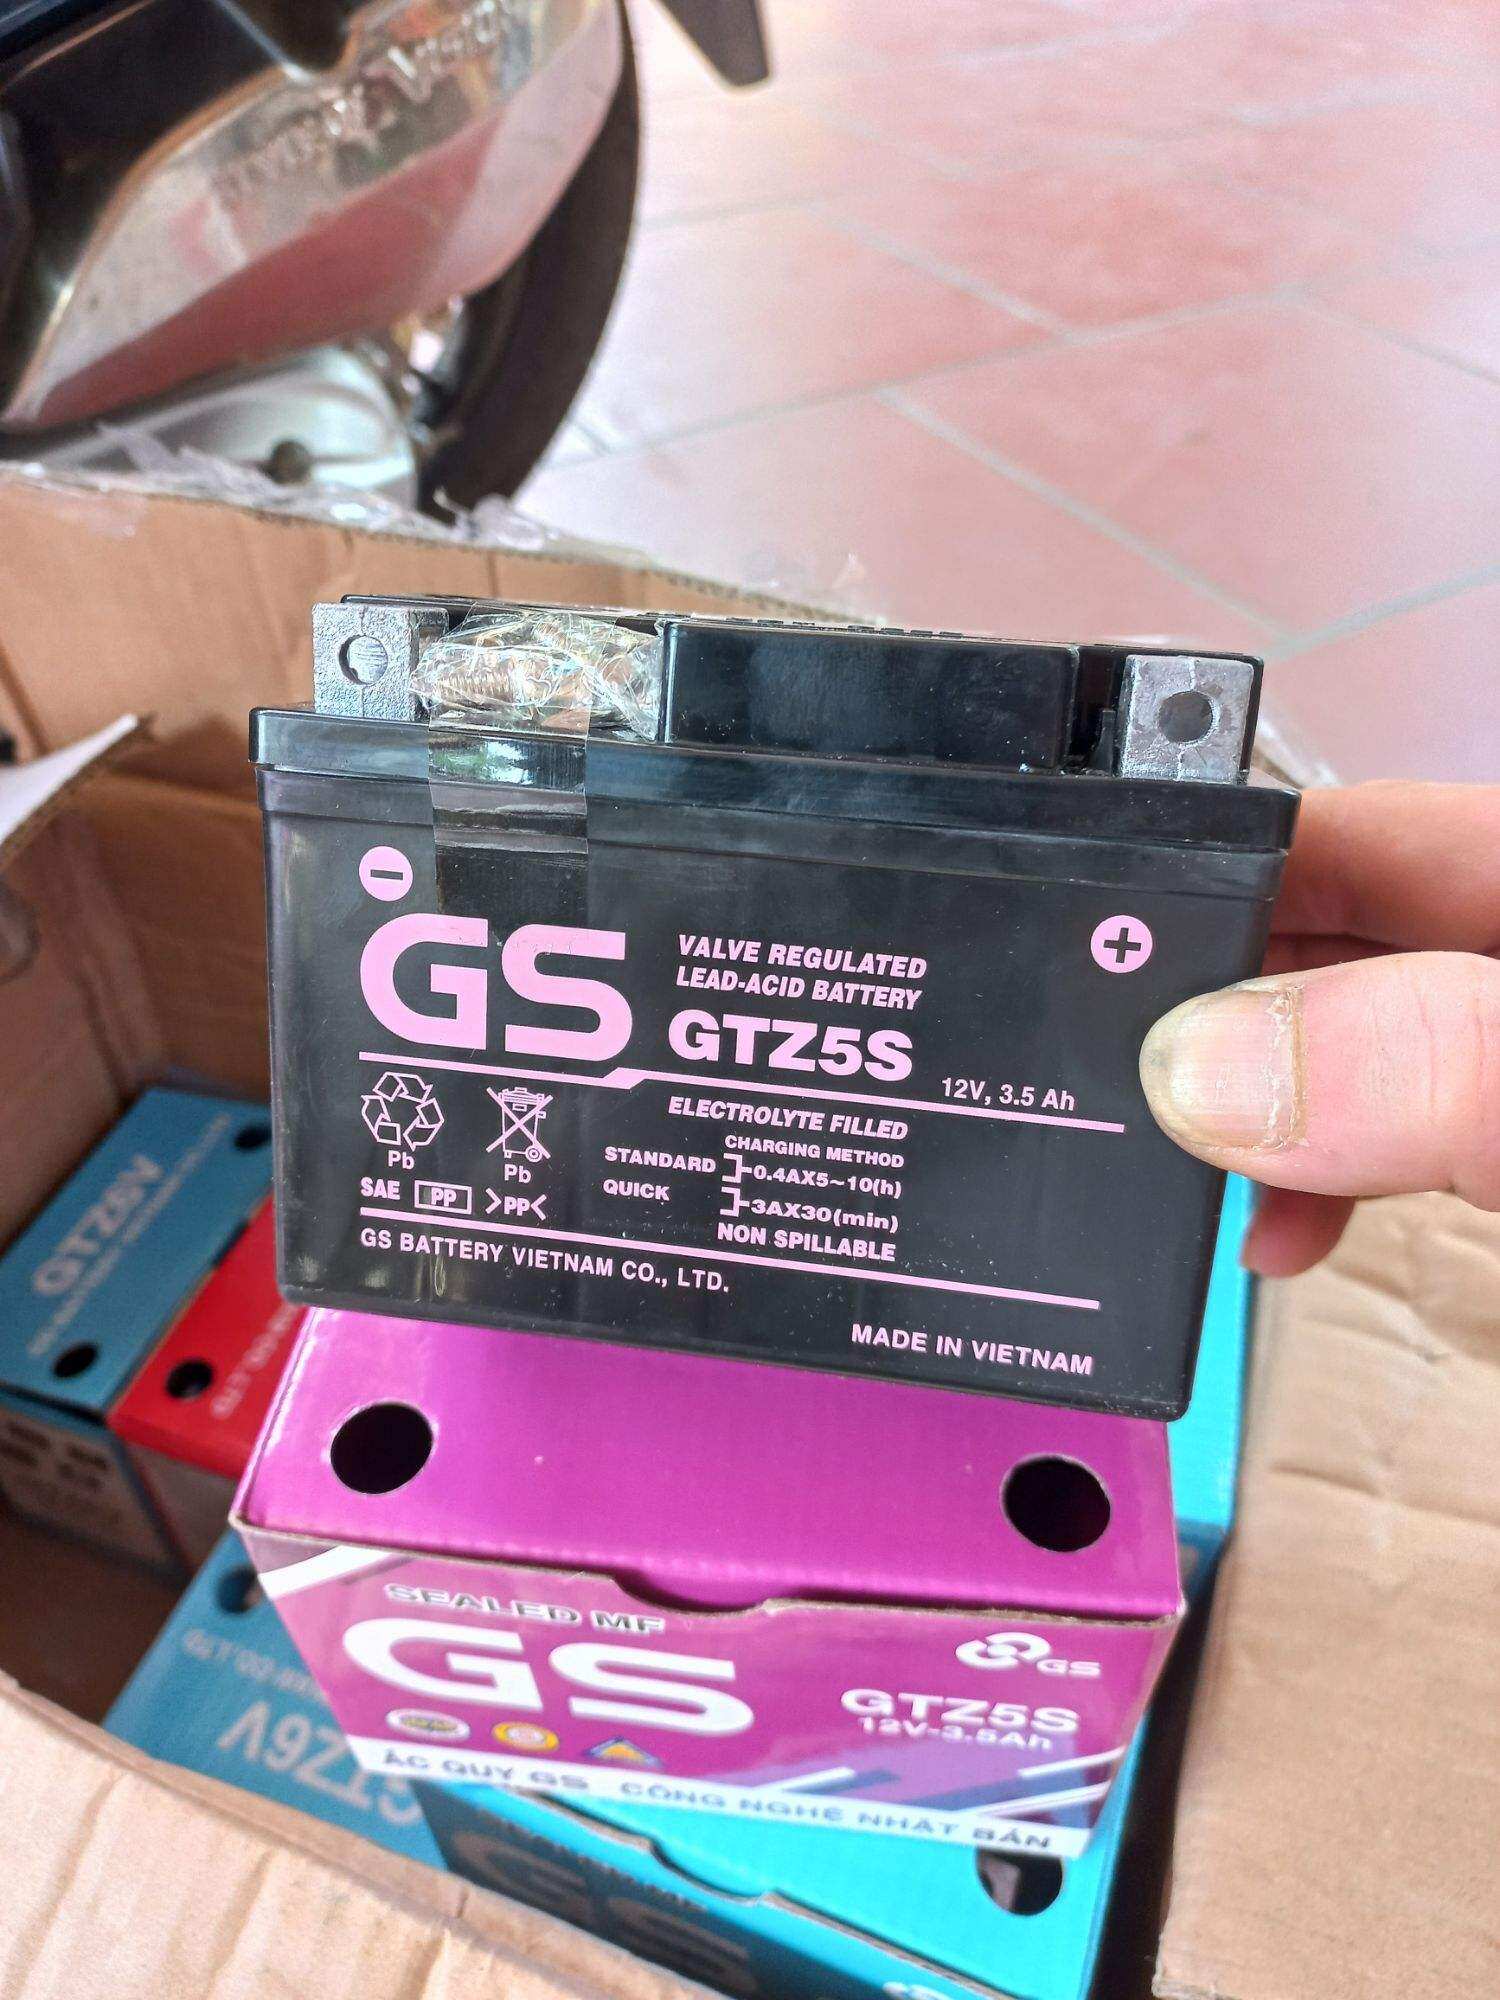 GS
VALVE REGULATED
LEAD-ACID BATTERY
GTZ5S
12V, 3.5 Ah
ELECTROLYTE FILLED
CHARGING METHOD
STANDARD 0.4AX5~10(h)
QUICK 3AX30(min)
NON SPILLABLE
Pb
Pb
SAE PP >PP<
GS BATTERY VIETNAM CO., LTD.
MADE IN VIETNAM
SEALED MF
GS
GS
GTZ5S
12V-3.5Ah
ẮC QUY GS CÔNG NGHỆ NHẬT BẢN
GTZ6V
GTZ6V
GS